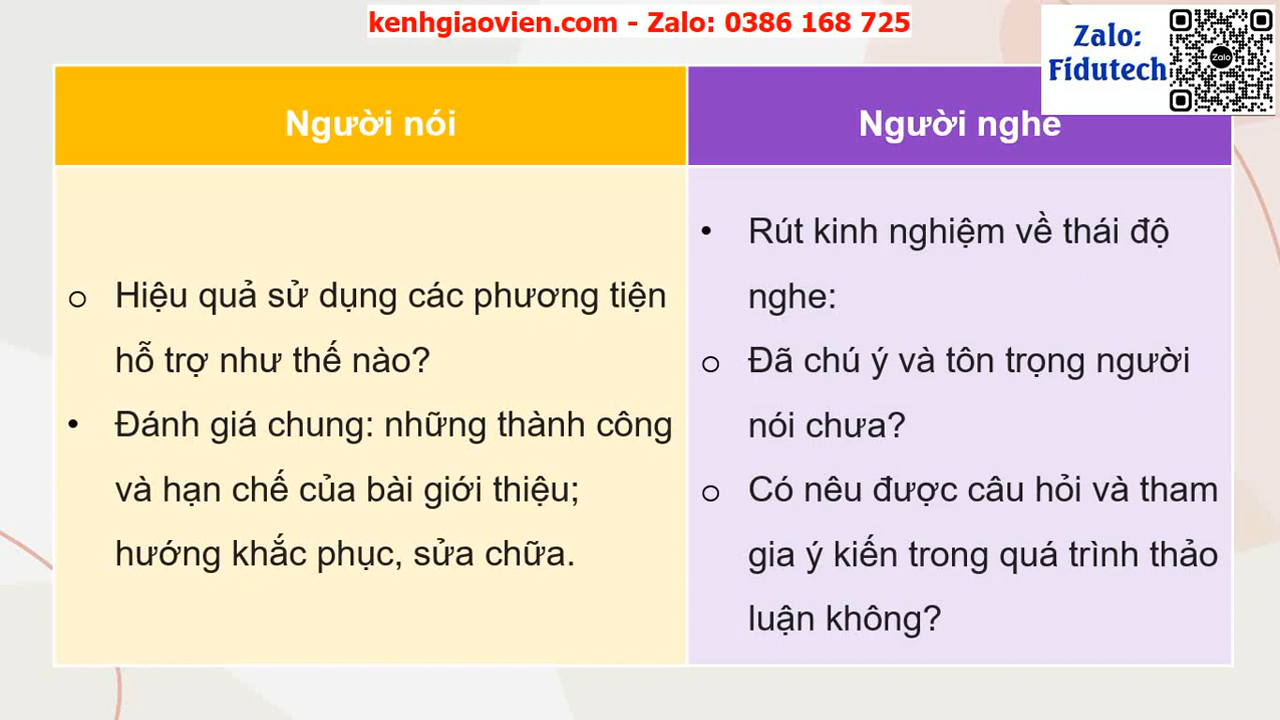 kenhgiaovien.com - Zalo: 0386 168 725
Zalo:
Fidutech
Zalo
Người nói
Người nghe
o Hiệu quả sử dụng các phương tiện
hỗ trợ như thế nào?
• Đánh giá chung: những thành công
và hạn chế của bài giới thiệu;
hướng khắc phục, sửa chữa.
• Rút kinh nghiệm về thái độ
nghe:
o Đã chú ý và tôn trọng người
nói chưa?
o Có nêu được câu hỏi và tham
gia ý kiến trong quá trình thảo
luận không?